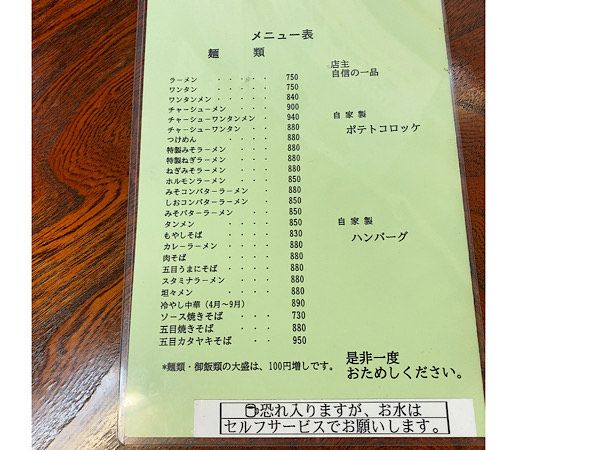 メニュー表
麺　類
ラーメン　・・・・・　750
ワンタン　・・・・・　750
ワンタンメン・・・・・　840
チャーシューメン　・・・　900
チャーシューワンタンメン　・・　940
チャーシューワンタン　・・　880
つけめん　・・・・・　880
特製みそラーメン　・・・　880
特製ねぎラーメン　・・・　880
ねぎみそラーメン　・・・　880
ホルモンラーメン　・・・　850
みそコンバターラーメン　・　880
しおコンバターラーメン　・　850
みそバターラーメン　・・　850
タンメン　・・・・・　850
もやしそば　・・・・　830
カレーラーメン　・・・・　880
肉そば　・・・・・　880
五目うまにそば　・・・・　880
スタミナラーメン　・・・　880
坦々メン　・・・・・　880
冷やし中華（4月～9月）　890
ソース焼きそば　・・・　730
五目焼きそば　・・・　880
五目カタヤキそば・・　950
*麺類・御飯類の大盛は、100円増しです。
店主
自信の一品
自 家 製
ポテトコロッケ
自 家 製
ハンバーグ
是非一度
おためしください。
恐れ入りますが、お水は
セルフサービスでお願いします。